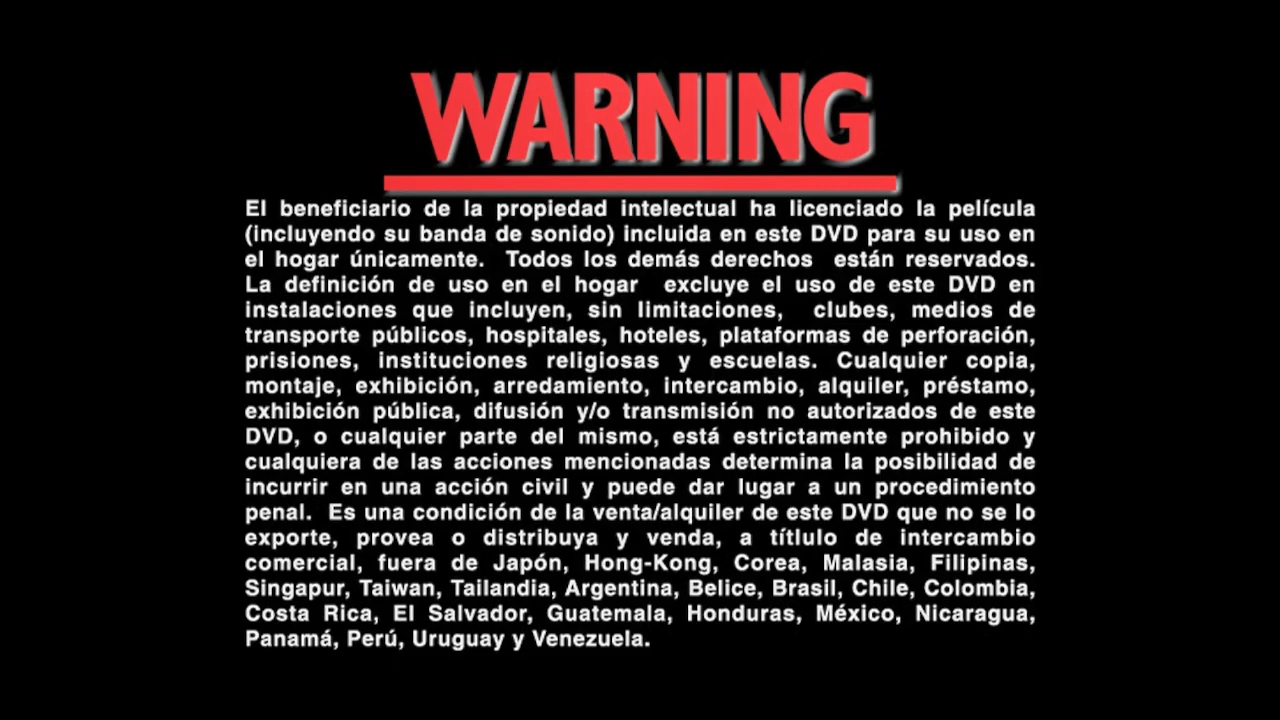 WARNING
El beneficiario de la propiedad intelectual ha licenciado la película
(incluyendo su banda de sonido) incluida en este DVD para su uso en
el hogar únicamente. Todos los demás derechos están reservados.
La definición de uso en el hogar excluye el uso de este DVD en
instalaciones que incluyen, sin limitaciones, clubes, medios de
transporte públicos, hospitales, hoteles, plataformas de perforación,
prisiones, instituciones religiosas y escuelas. Cualquier copia,
montaje, exhibición, arredamiento, intercambio, alquiler, préstamo,
exhibición pública, difusión y/o transmisión no autorizados de este
DVD, o cualquier parte del mismo, está estrictamente prohibido y
cualquiera de las acciones mencionadas determina la posibilidad de
incurrir en una acción civil y puede dar lugar a un procedimiento
penal. Es una condición de la venta/alquiler de este DVD que no se lo
exporte, provea o distribuya y venda, a títlulo de intercambio
comercial, fuera de Japón, Hong-Kong, Corea, Malasia, Filipinas,
Singapur, Taiwan, Tailandia, Argentina, Belice, Brasil, Chile, Colombia,
Costa Rica, El Salvador, Guatemala, Honduras, México, Nicaragua,
Panamá, Perú, Uruguay y Venezuela.